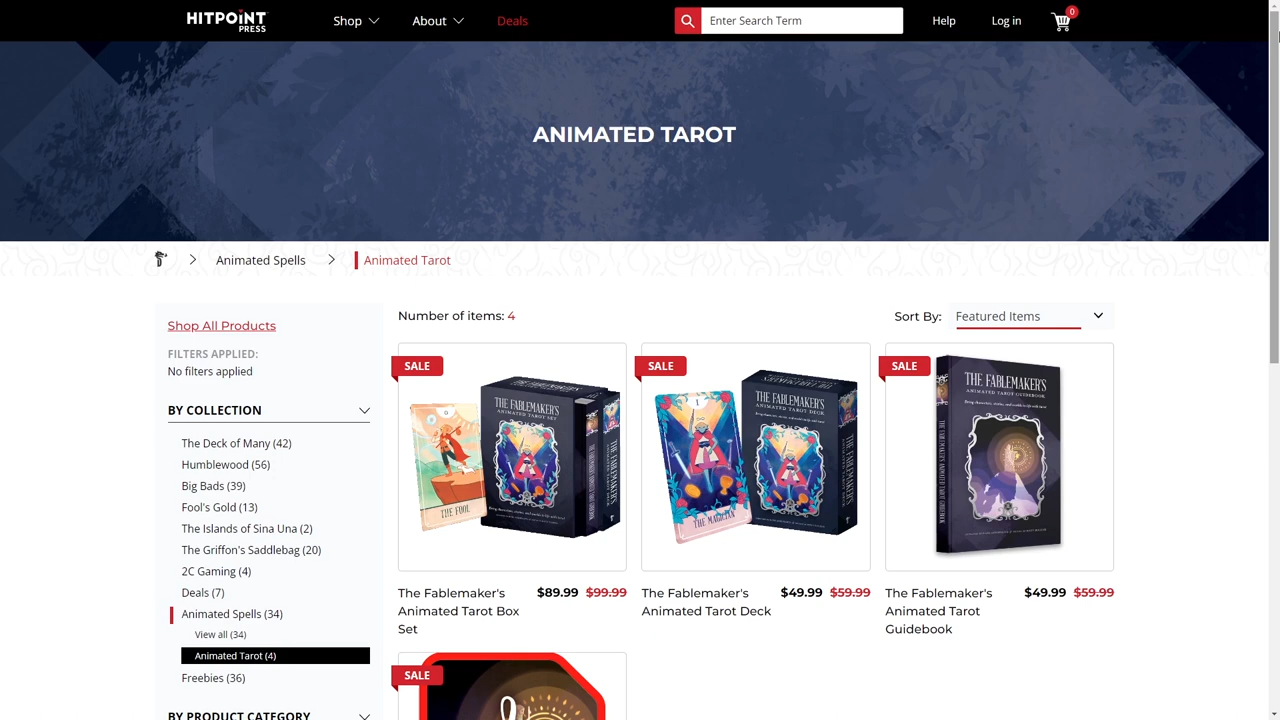 HITPOINT
PRESS
Shop
About
Deals
Enter Search Term
Help
Log in
0
ANIMATED TAROT
Animated Spells
Animated Tarot
Shop All Products
FILTERS APPLIED:
No filters applied
BY COLLECTION
The Deck of Many (42)
Humblewood (56)
Big Bads (39)
Fool's Gold (13)
The Islands of Sina Una (2)
The Griffon's Saddlebag (20)
2C Gaming (4)
Deals (7)
Animated Spells (34)
View all (34)
Animated Tarot (4)
Freebies (36)
BY PRODUCT CATEGORY
Number of items: 4
Sort By: Featured Items
SALE
THE FABLEMAKER'S
ANIMATED TAROT SET
THE FOOL
The Fablemaker's
Animated Tarot Box
Set
$89.99 $99.99
SALE
THE FABLEMAKER'S
ANIMATED TAROT DECK
I
THE MAGICIAN
The Fablemaker's
Animated Tarot Deck
$49.99 $59.99
SALE
THE FABLEMAKER'S
ANIMATED TAROT GUIDEBOOK
The Fablemaker's
Animated Tarot
Guidebook
$49.99 $59.99
SALE